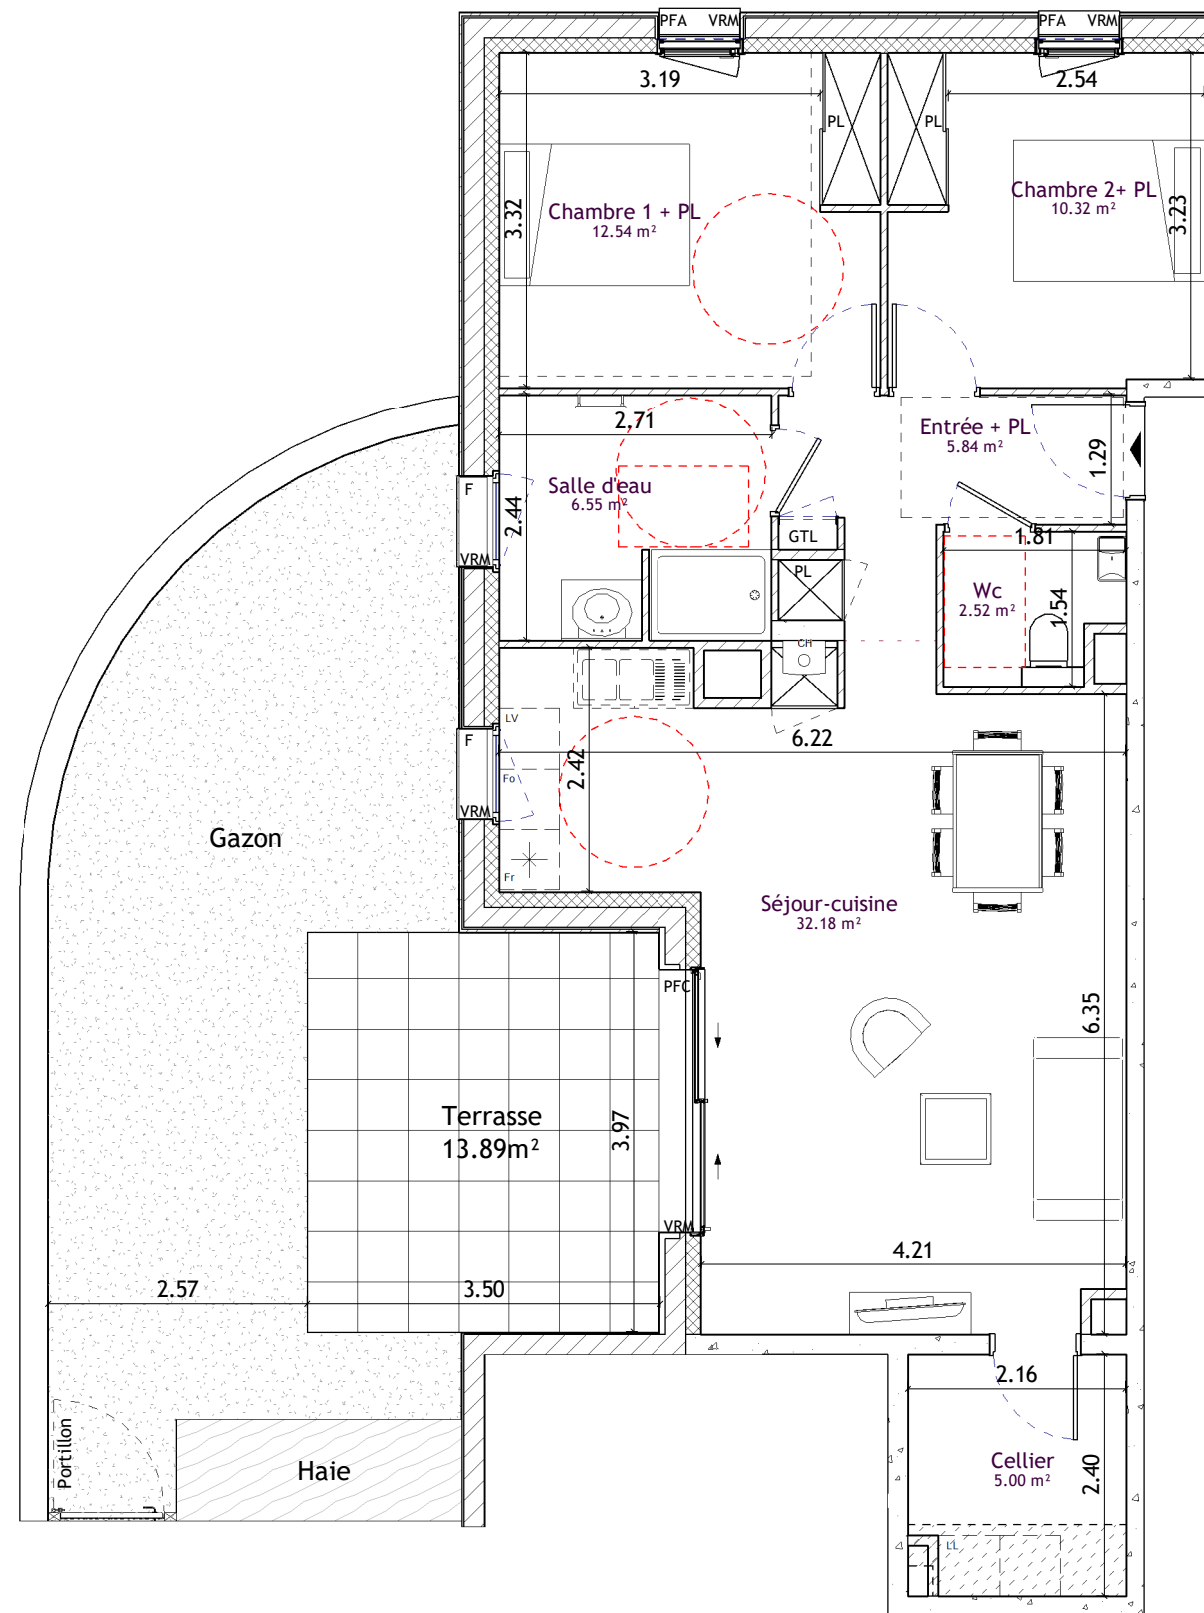 PFA VRM
PFA VRM
3.19
2.54
PL
PL
Chambre 1 + PL
12.54 m²
Chambre 2+ PL
10.32 m²
3.32
3.23
2.71
Entrée + PL
5.84 m²
1.29
Salle d'eau
6.55 m²
2.44
F
VRM
GTL
PL
1.81
Wc
2.52 m²
1.54
CH
LV
6.22
F
VRM
Fo
2.42
Fr
Gazon
Séjour-cuisine
32.18 m²
PFC
6.35
Terrasse
13.89m²
3.97
VRM
4.21
2.57
3.50
2.16
Portillon
Haie
Cellier
5.00 m²
2.40
LL